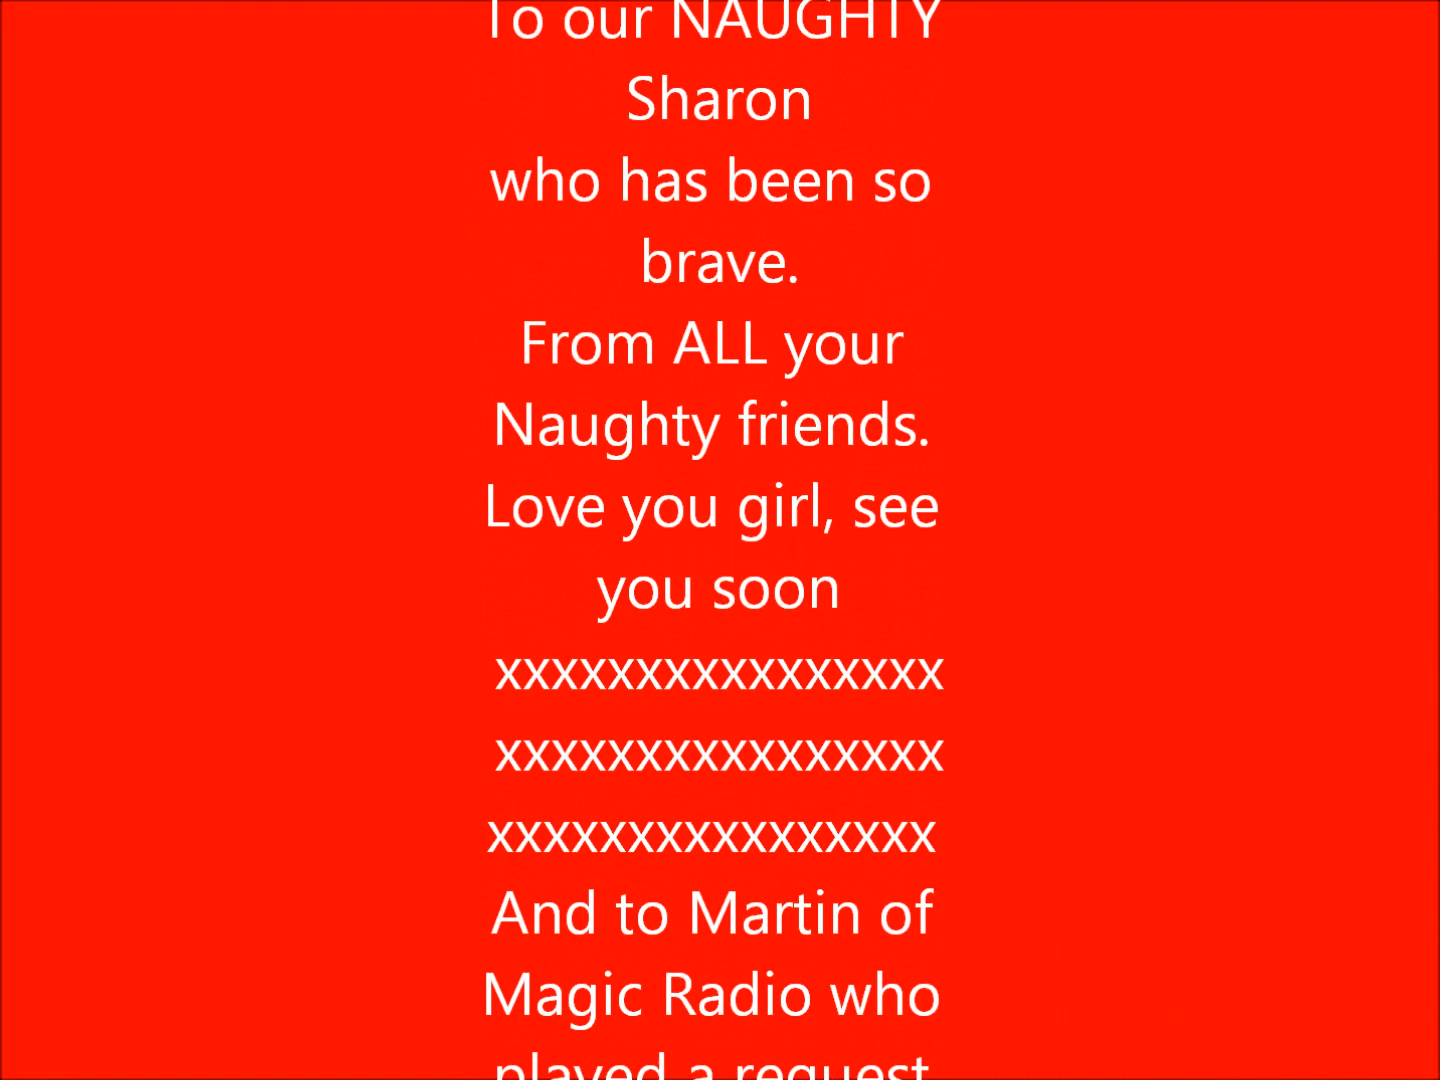 To our NAUGHTY
Sharon
who has been so
brave.
From ALL your
Naughty friends.
Love you girl, see
you soon
xxxxxxxxxxxxxxxx
xxxxxxxxxxxxxxxx
xxxxxxxxxxxxxxxx
And to Martin of
Magic Radio who
played a request